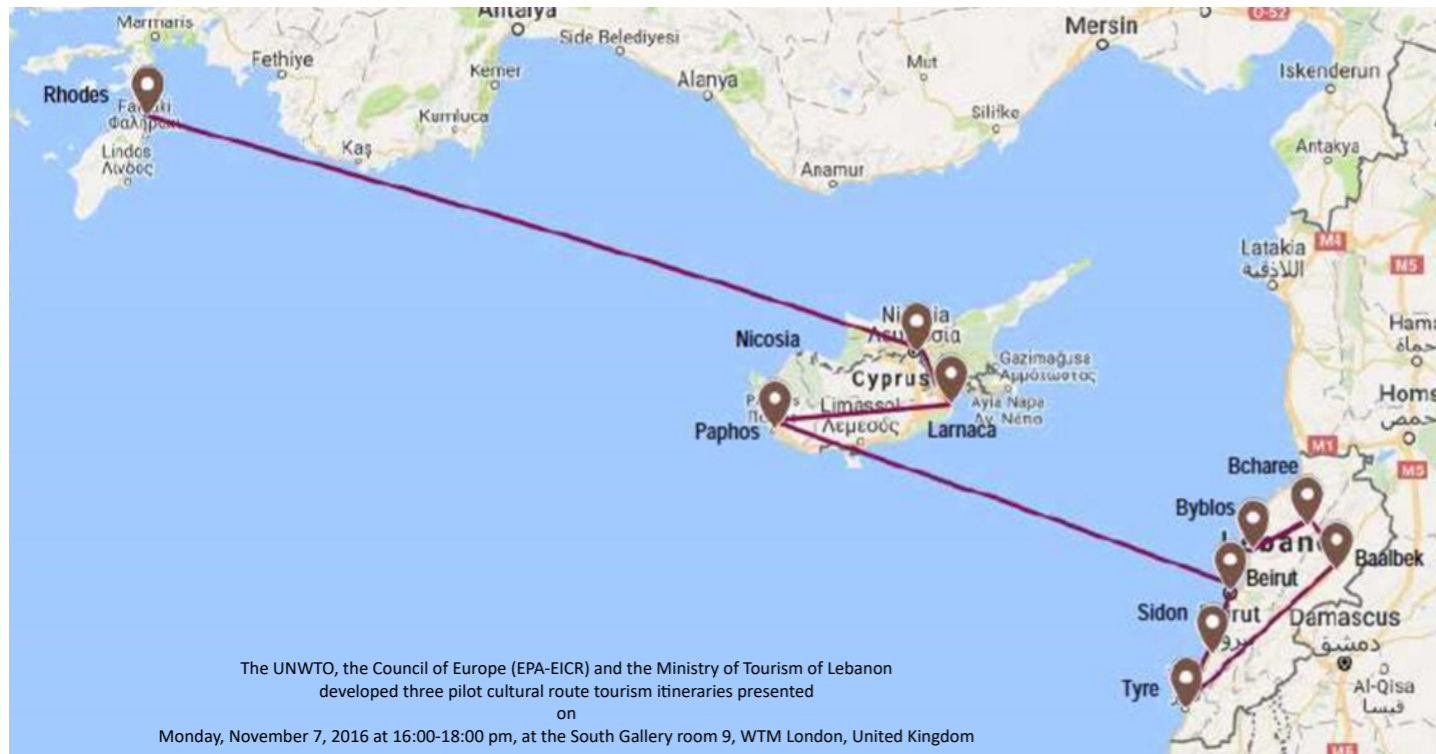 Antalya
Marmaris
Side Belediyesi
Mersin
O-52
Fethiye
Kemer
Alanya
Mut
Iskenderun
Rhodes
Kumluca
Silifke
Lindos
Λίνδος
Kaş
Anamur
Antakya
M4
Latakia
اللاذقية
M5
Nicosia
Gazimağusa
Αμμόχωστος
Cyprus
Hama
حماة
Limassol
Λεμεσός
Ayia Napa
Αγ. Νάπα
Homs
حمص
Paphos
Larnaca
M1
Bcharee
M5
Byblos
Baalbek
Beirut
Sidon
Damascus
دمشق
Tyre
Al-Qisa
قيسا
M5
The UNWTO, the Council of Europe (EPA-EICR) and the Ministry of Tourism of Lebanon
developed three pilot cultural route tourism itineraries presented
on
Monday, November 7, 2016 at 16:00-18:00 pm, at the South Gallery room 9, WTM London, United Kingdom